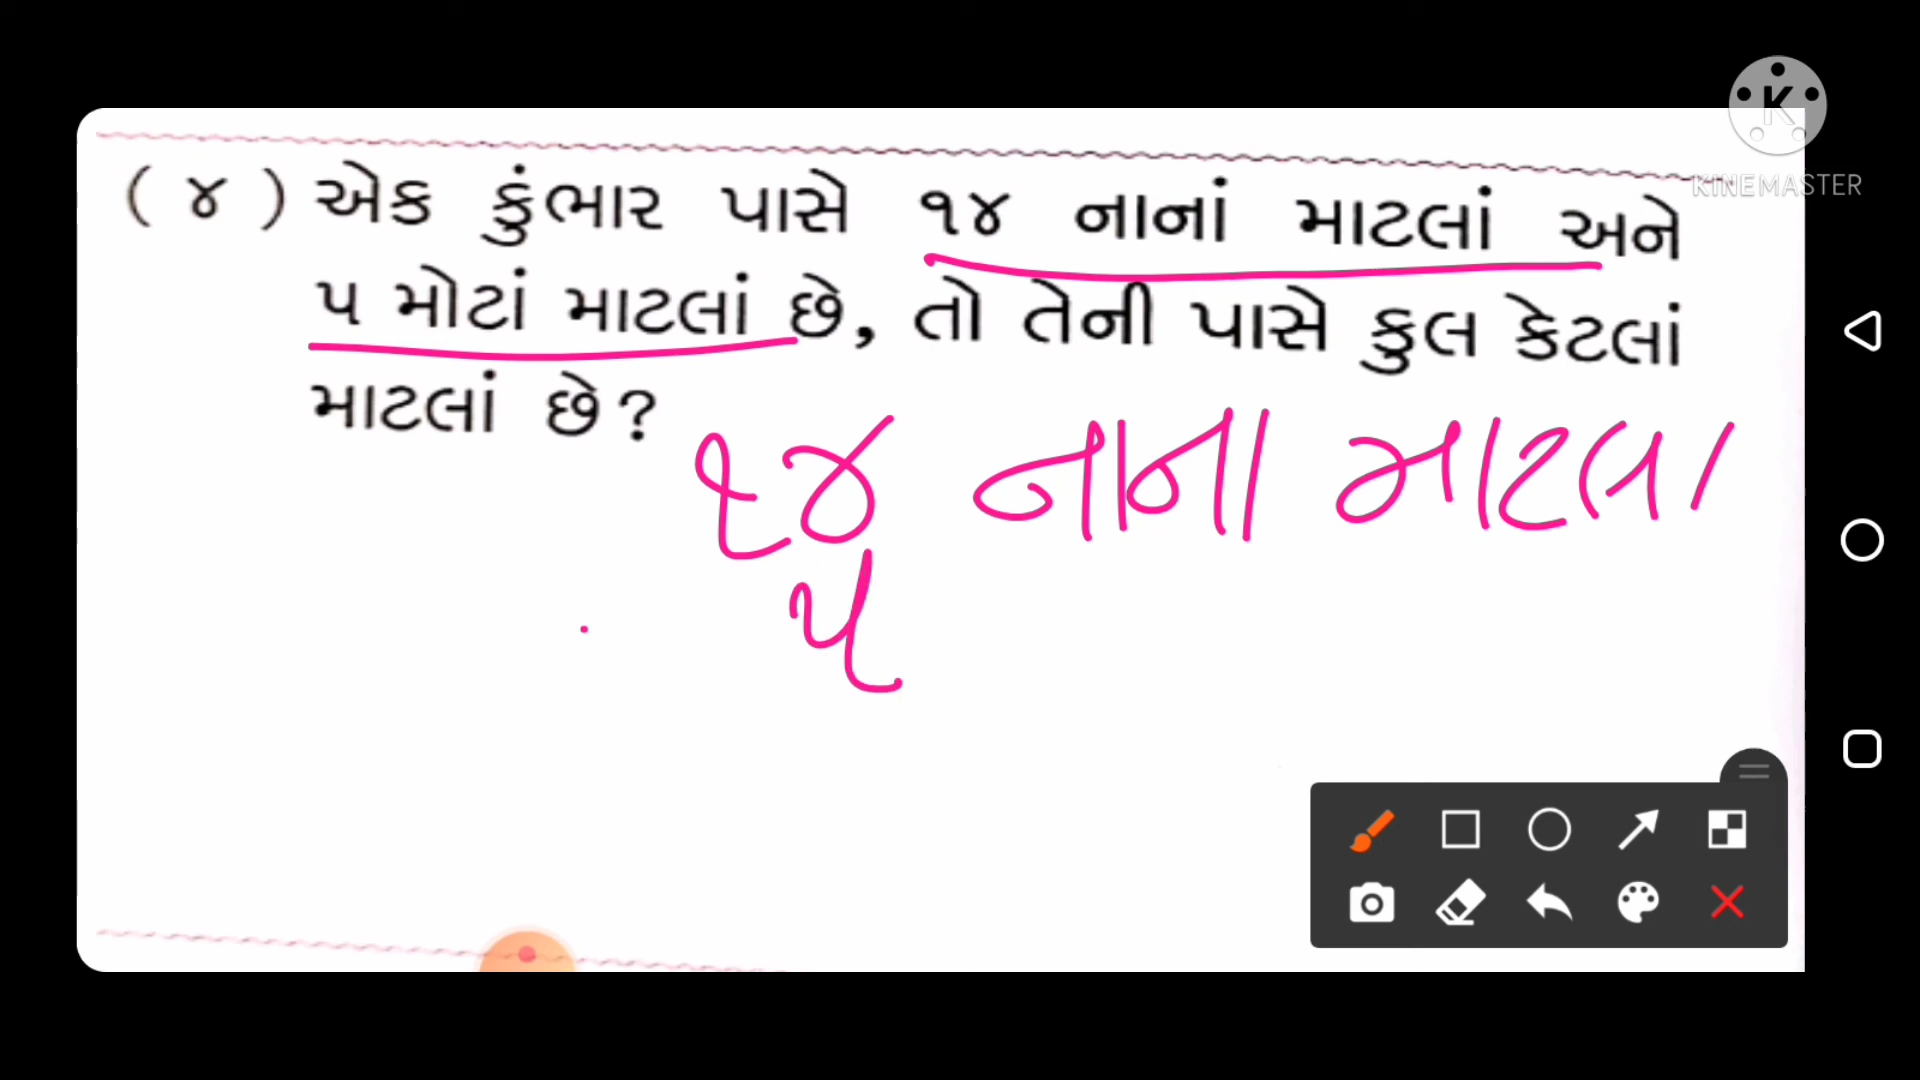 KINEMASTER
(૪) એક કુંભાર પાસે ૧૪ નાનાં માટલાં અને
૫ મોટાં માટલાં છે, તો તેની પાસે કુલ કેટલાં
માટલાં છે?
૧૪ નાના માટલા
૫